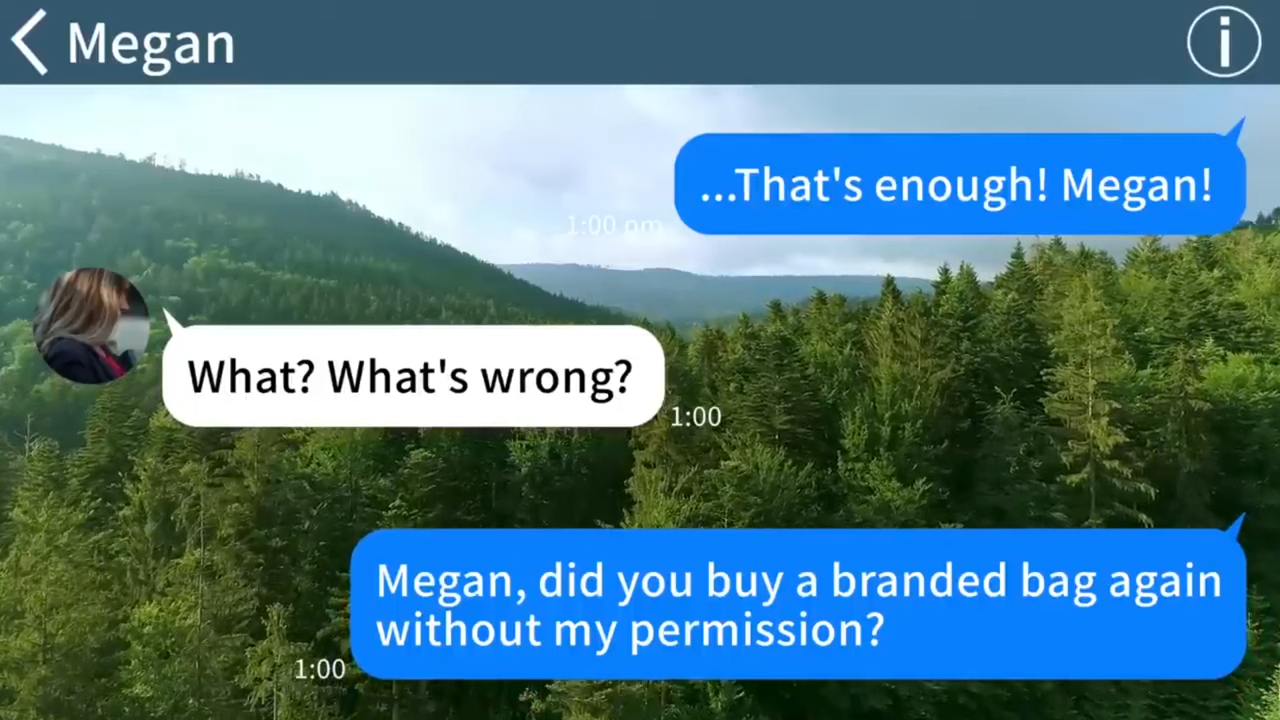 Megan
...That's enough! Megan!
1:00 pm
What? What's wrong?
1:00
Megan, did you buy a branded bag again
without my permission?
1:00